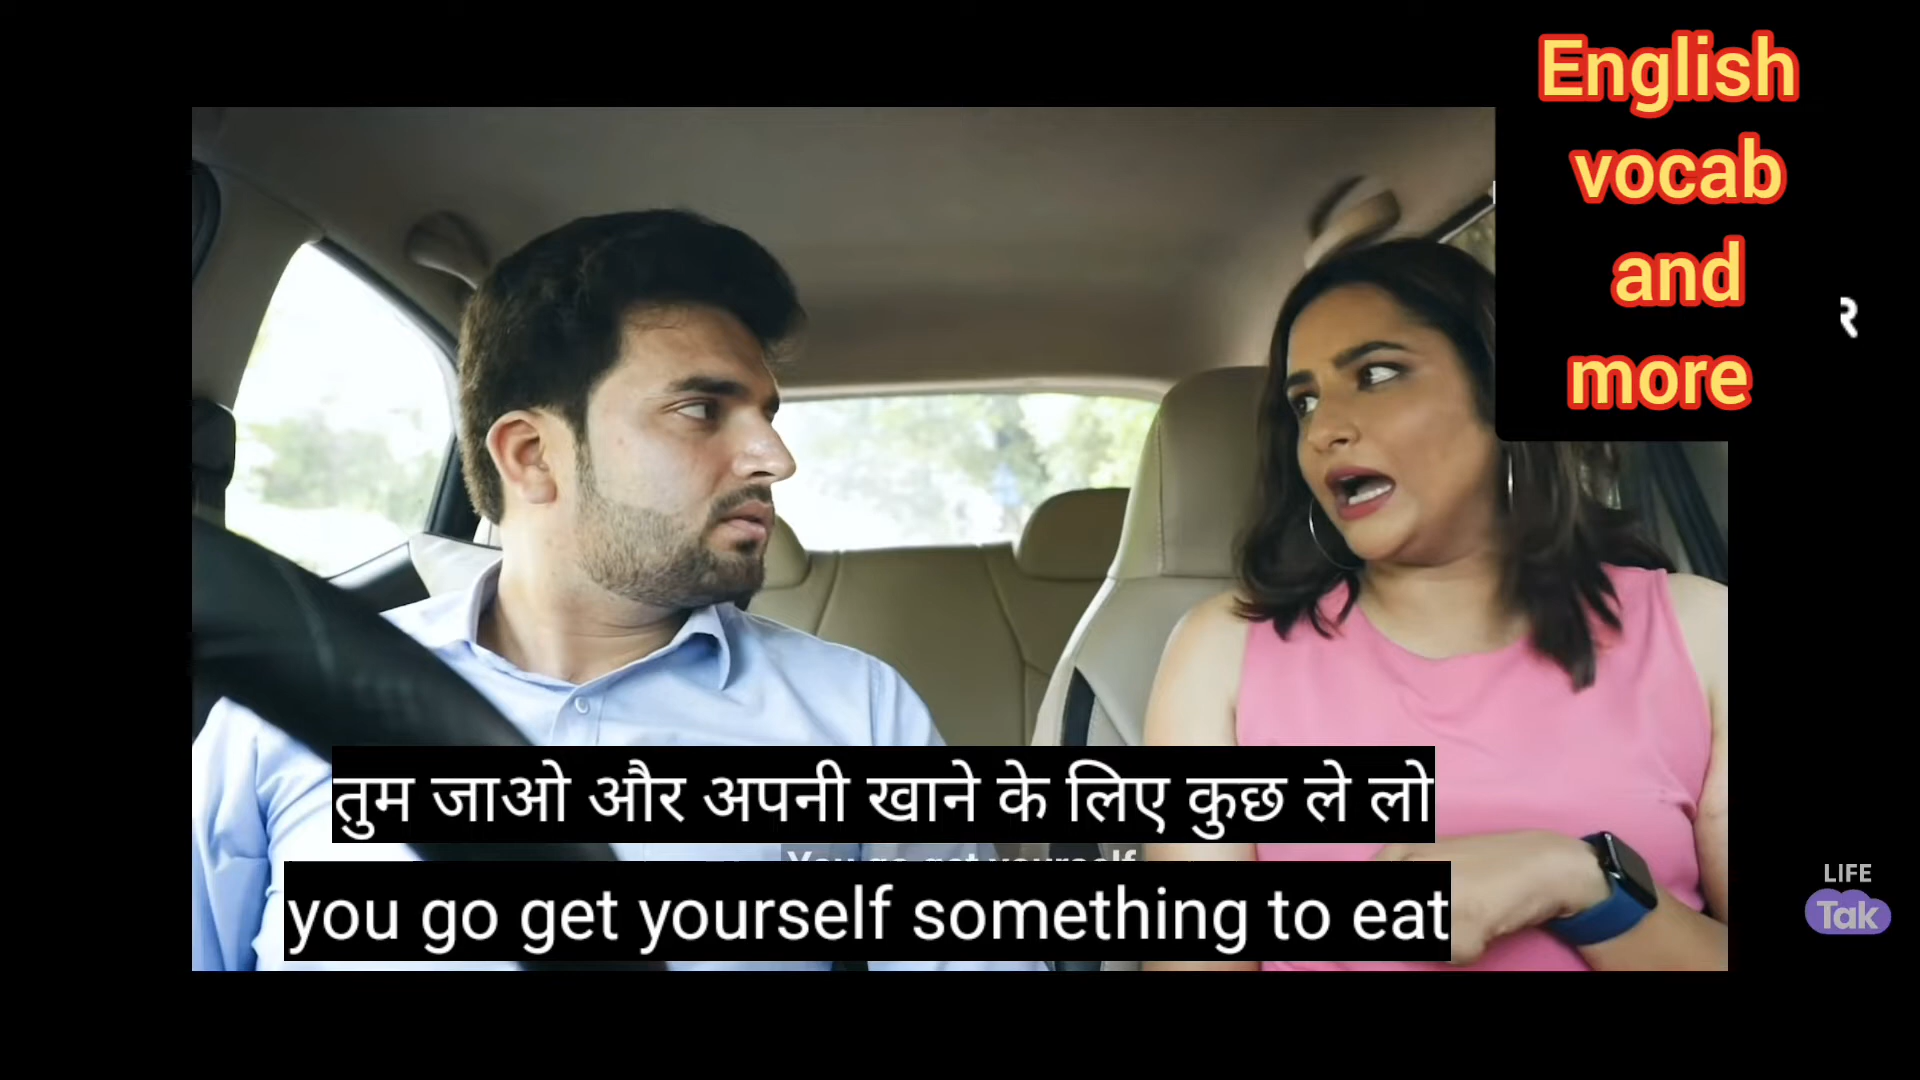 English
vocab
and
more
र
तुम जाओ और अपनी खाने के लिए कुछ ले लो
you go get yourself something to eat
LIFE
Tak